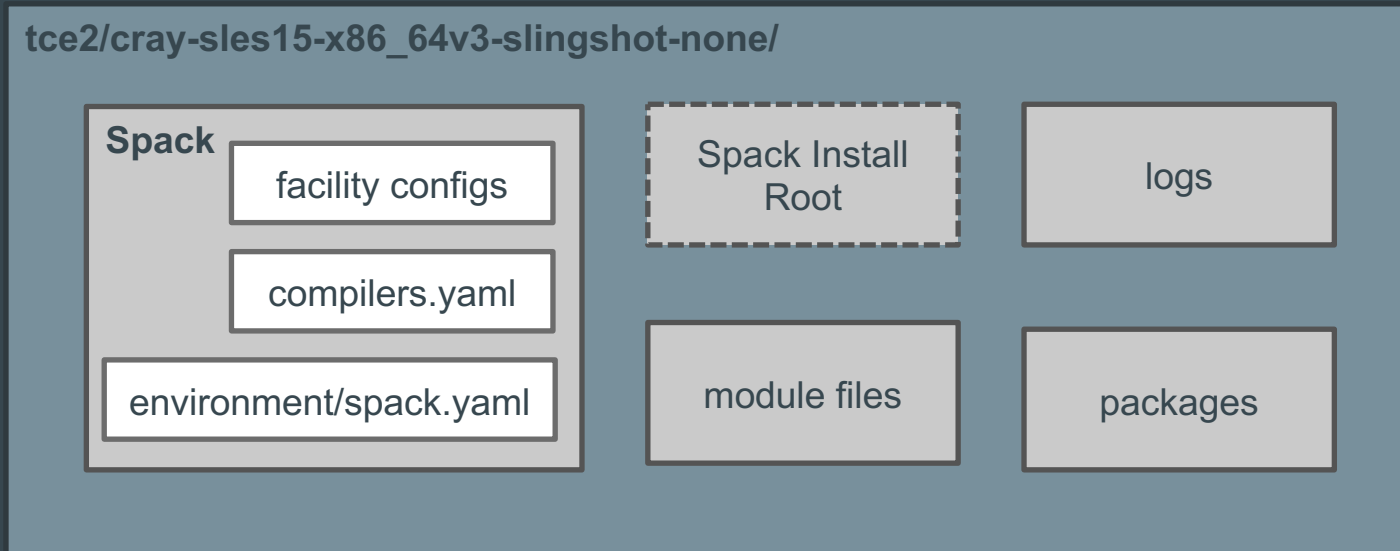 tce2/cray-sles15-x86_64v3-slingshot-none/
Spack
facility configs
compilers.yaml
environment/spack.yaml
Spack Install
Root
logs
module files
packages